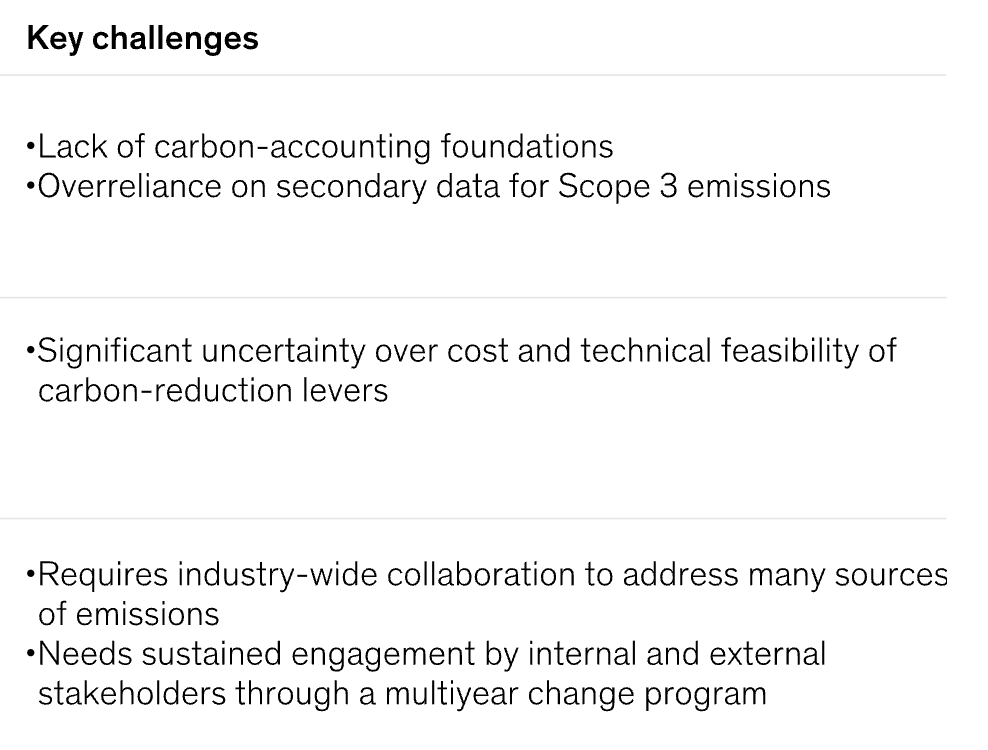 Key challenges
•Lack of carbon-accounting foundations
•Overreliance on secondary data for Scope 3 emissions
•Significant uncertainty over cost and technical feasibility of
carbon-reduction levers
•Requires industry-wide collaboration to address many sources
of emissions
•Needs sustained engagement by internal and external
stakeholders through a multiyear change program